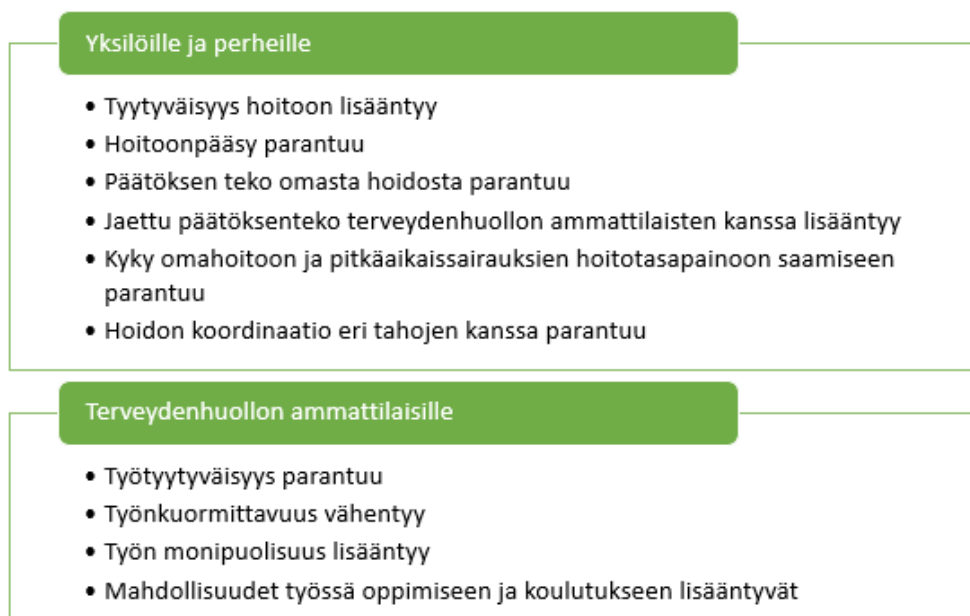 Yksilöille ja perheille
• Tyytyväisyys hoitoon lisääntyy
• Hoitoonpääsy parantuu
• Päätöksen teko omasta hoidosta parantuu
• Jaettu päätöksenteko terveydenhuollon ammattilaisten kanssa lisääntyy
• Kyky omahoitoon ja pitkäaikaissairauksien hoitotasapainoon saamiseen
parantuu
• Hoidon koordinaatio eri tahojen kanssa parantuu
Terveydenhuollon ammattilaisille
• Työtyytyväisyys parantuu
• Työnkuormittavuus vähentyy
• Työn monipuolisuus lisääntyy
• Mahdollisuudet työssä oppimiseen ja koulutukseen lisääntyvät